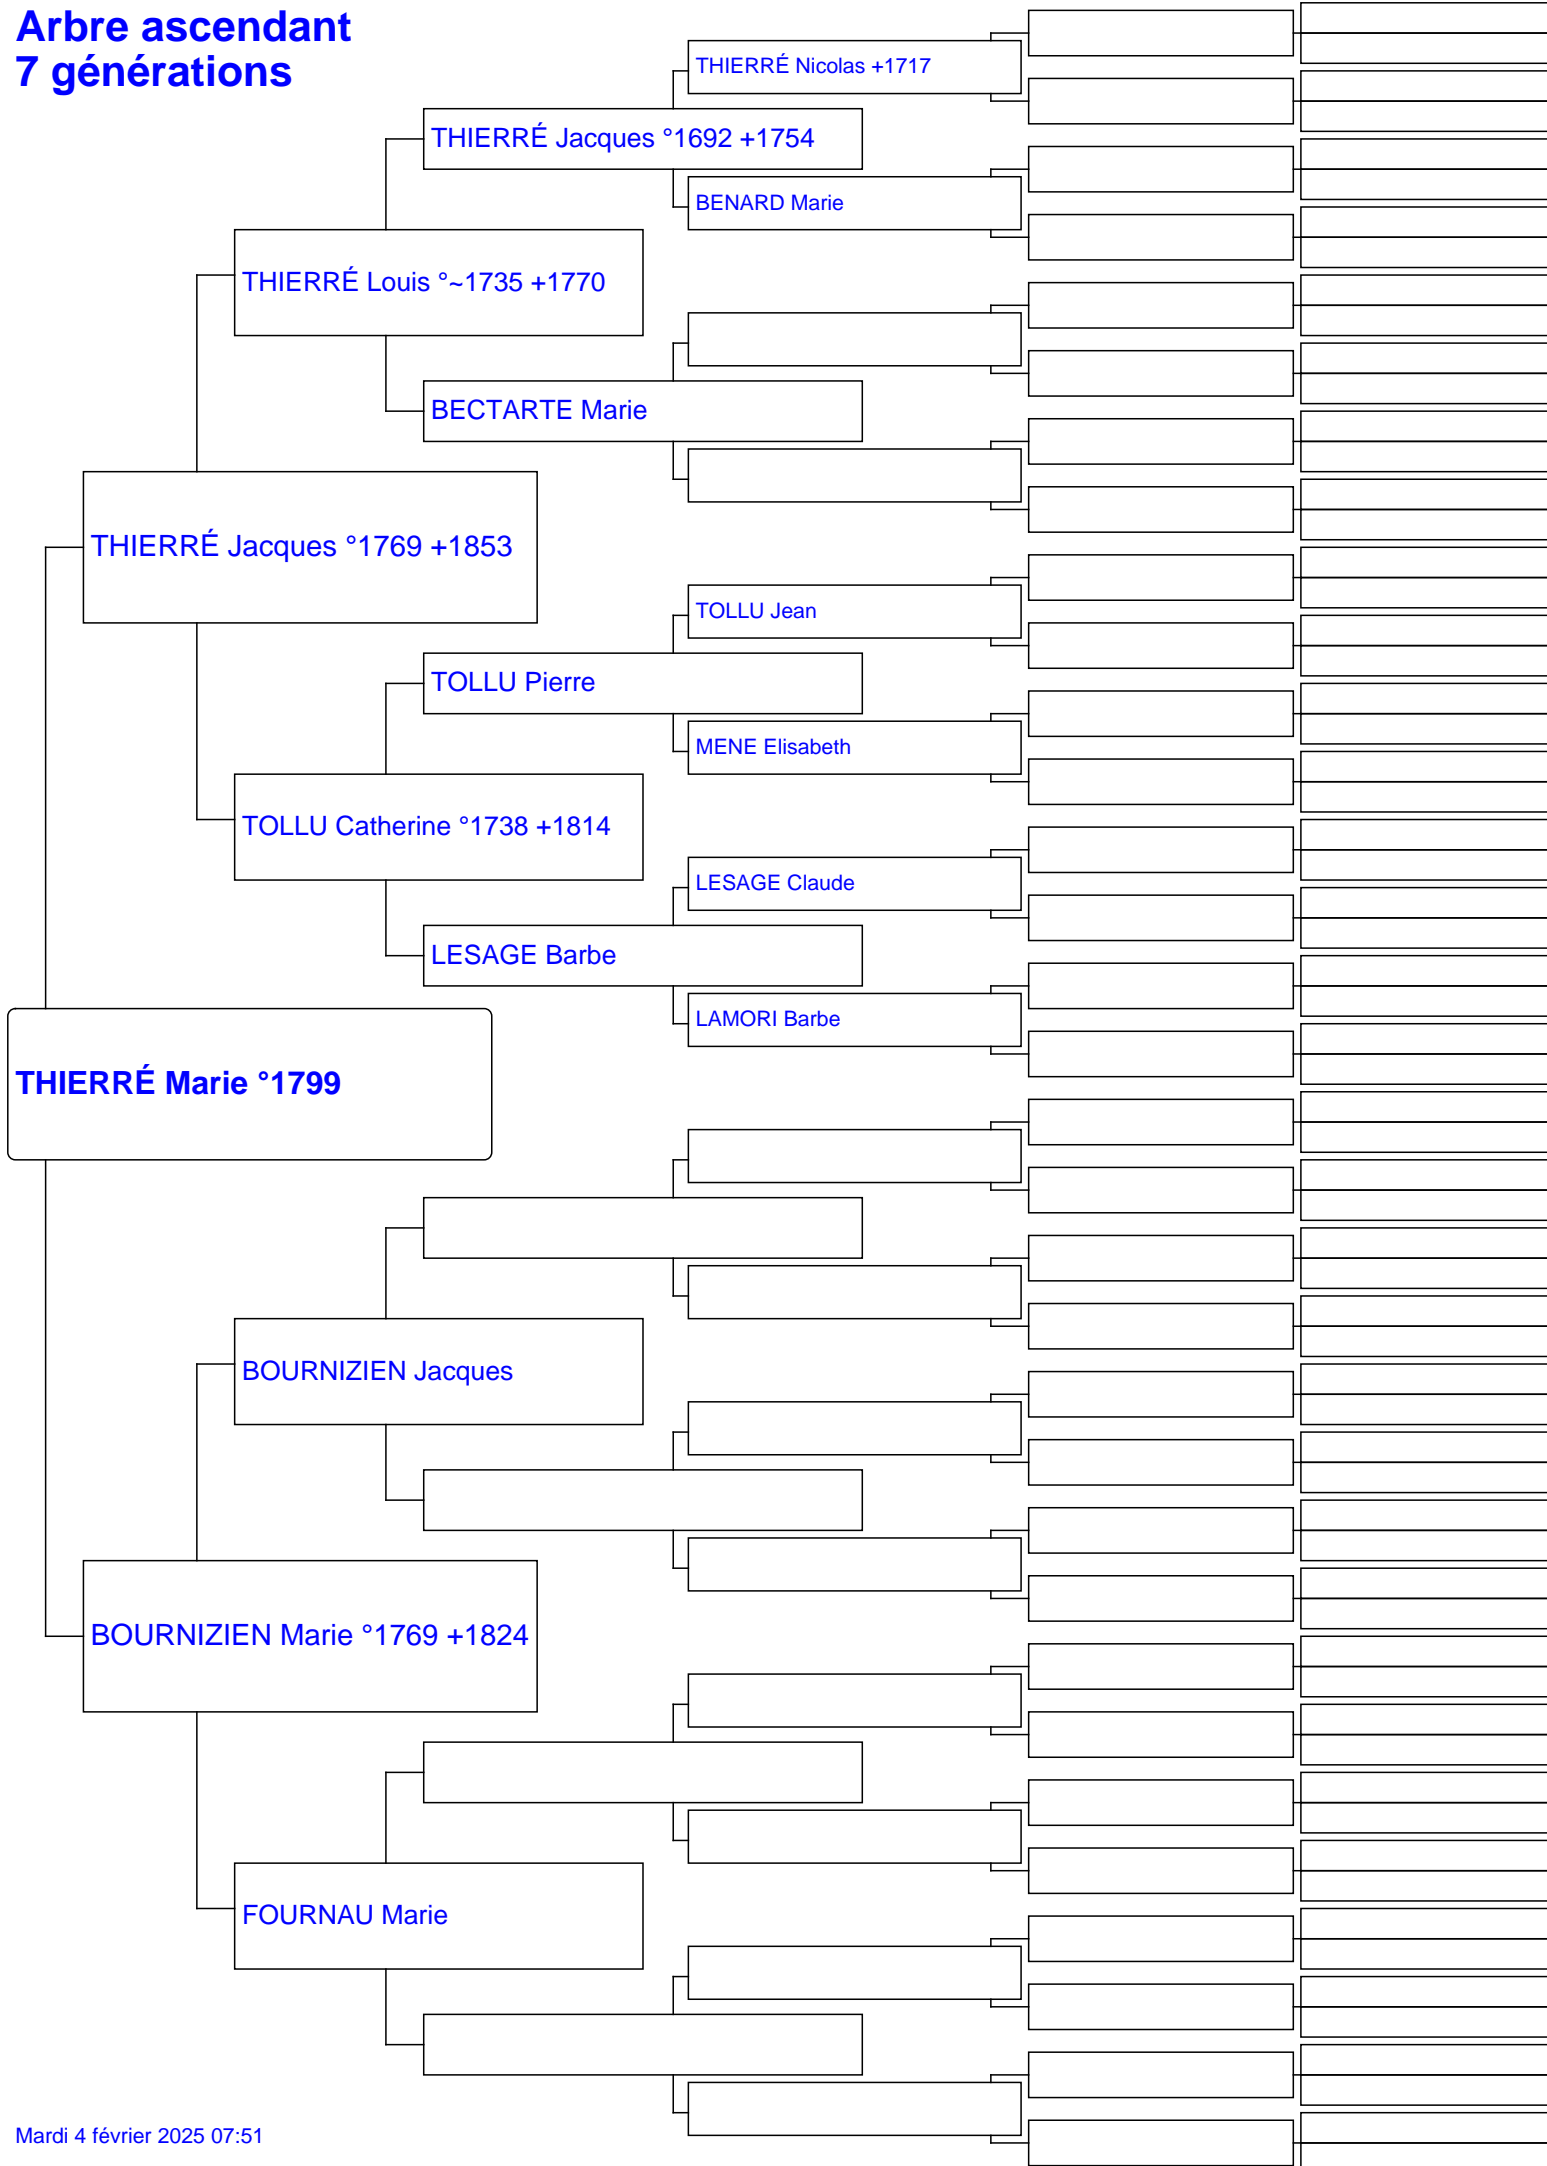 Arbre ascendant
7 générations
THIERRÉ Nicolas +1717
THIERRÉ Jacques °1692 +1754
BENARD Marie
THIERRÉ Louis °~1735 +1770
BECTARTE Marie
THIERRÉ Jacques °1769 +1853
TOLLU Jean
TOLLU Pierre
MENE Elisabeth
TOLLU Catherine °1738 +1814
LESAGE Claude
LESAGE Barbe
LAMORI Barbe
THIERRÉ Marie °1799
BOURNIZIEN Jacques
BOURNIZIEN Marie °1769 +1824
FOURNAU Marie
Mardi 4 février 2025 07:51